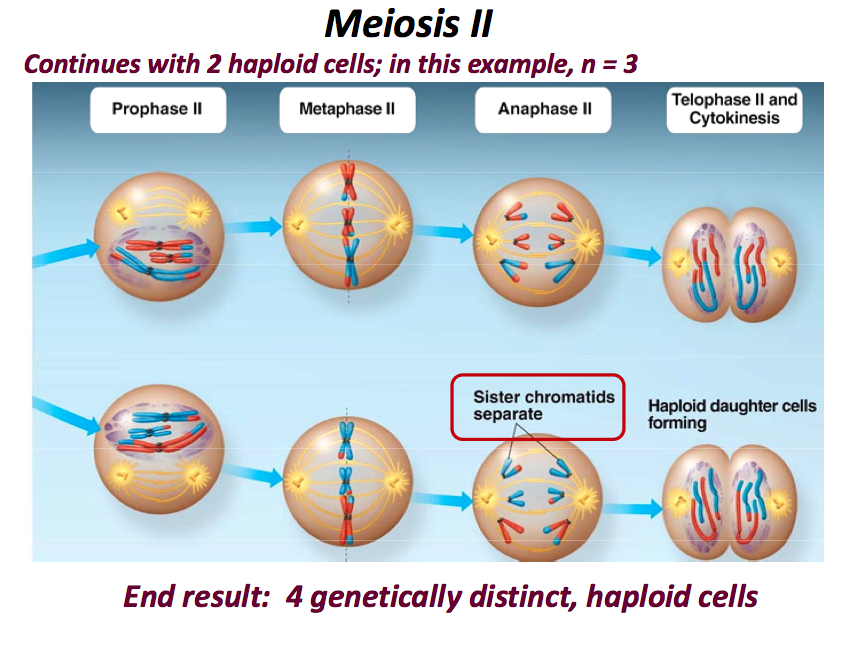 Meiosis II
Continues with 2 haploid cells; in this example, n = 3
Prophase II
Metaphase II
Anaphase II
Telophase II and
Cytokinesis
Sister chromatids
separate
Haploid daughter cells
forming
End result:  4 genetically distinct, haploid cells